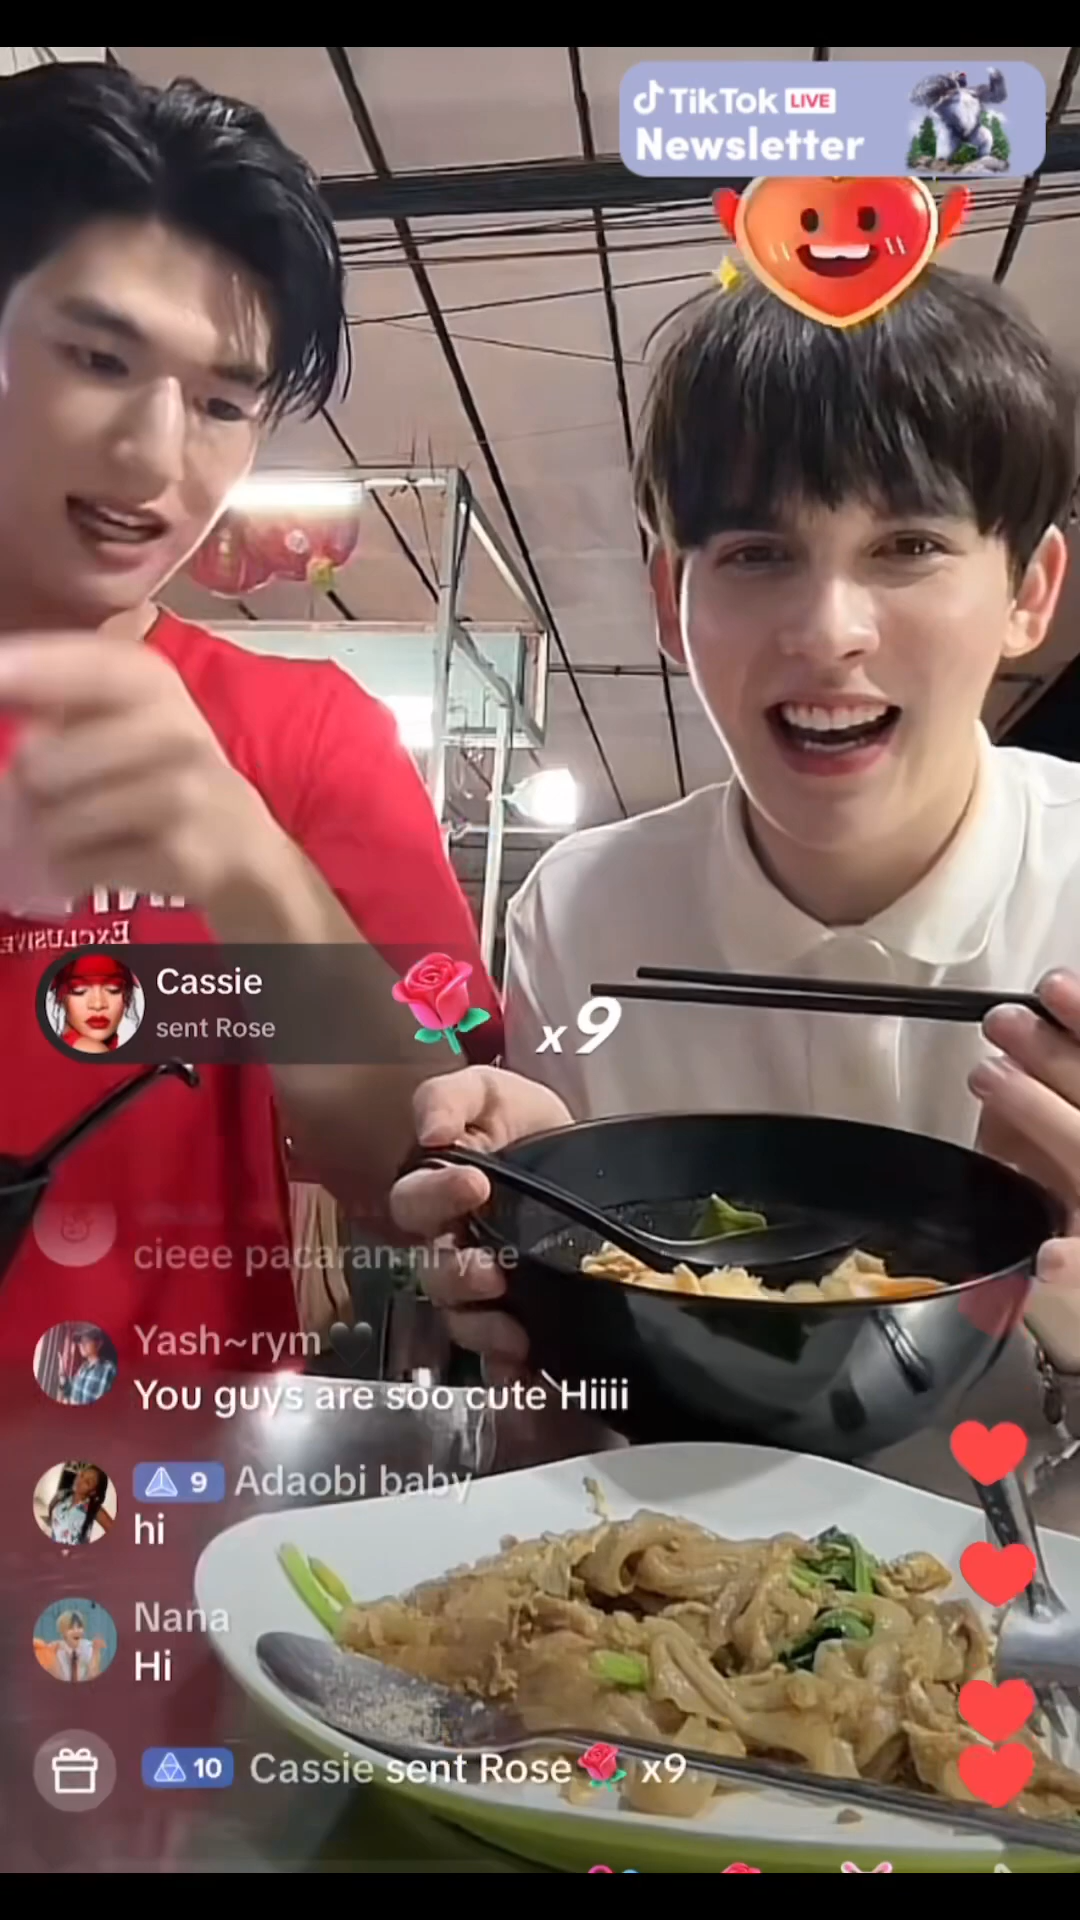 TikTok LIVE
Newsletter
EXCLUSIVE
Cassie
sent Rose
x9
cieee pacaran ni yee
Yash~rym🖤
You guys are soo cute Hiiii
9 Adaobi baby
hi
Nana
Hi
10 Cassie sent Rose🌹 x9